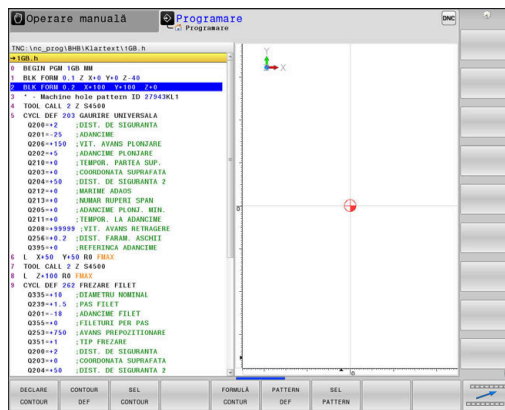 Operare manuală
Programare
Programare
DNC
TNC:\nc_prog\BHB\Klartext\1GB.h
→1GB.h
0 BEGIN PGM 1GB MM
1 BLK FORM 0.1 Z X+0 Y+0 Z-40
2 BLK FORM 0.2 X+100 Y+100 Z+0
3 * - Machine hole pattern ID 27943KL1
4 TOOL CALL 2 Z S4500
5 CYCL DEF 203 GAURIRE UNIVERSALA
Q200=+2 ;DIST. DE SIGURANTA
Q201=-25 ;ADANCIME
Q206=+150 ;VIT. AVANS PLONJARE
Q202=+5 ;ADANCIME PLONJARE
Q210=+0 ;TEMPOR. PARTEA SUP.
Q203=+0 ;COORDONATA SUPRAFATA
Q204=+50 ;DIST. DE SIGURANTA 2
Q212=+0 ;MARIME ADAOS
Q213=+0 ;NUMAR RUPERI SPAN
Q205=+0 ;ADANCIME PLONJ. MIN.
Q211=+0 ;TEMPOR. LA ADANCIME
Q208=+99999 ;VIT. AVANS RETRAGERE
Q256=+0.2 ;DIST. FARAM. ASCHII
Q395=+0 ;REFERINCA ADANCIME
6 L X+50 Y+50 R0 FMAX
7 TOOL CALL 2 Z S4500
8 L Z+100 R0 FMAX
9 CYCL DEF 262 FREZARE FILET
Q335=+10 ;DIAMETRU NOMINAL
Q239=+1.5 ;PAS FILET
Q201=-18 ;ADANCIME FILET
Q355=+0 ;FILETURI PER PAS
Q253=+750 ;AVANS PREPOZITIONARE
Q351=+1 ;TIP FREZARE
Q200=+2 ;DIST. DE SIGURANTA
Q203=+0 ;COORDONATA SUPRAFATA
Q204=+50 ;DIST. DE SIGURANTA 2
Y
X
0
0
DECLARE CONTOUR
CONTOUR DEF
SEL CONTOUR
FORMULĂ CONTUR
PATTERN DEF
SEL PATTERN